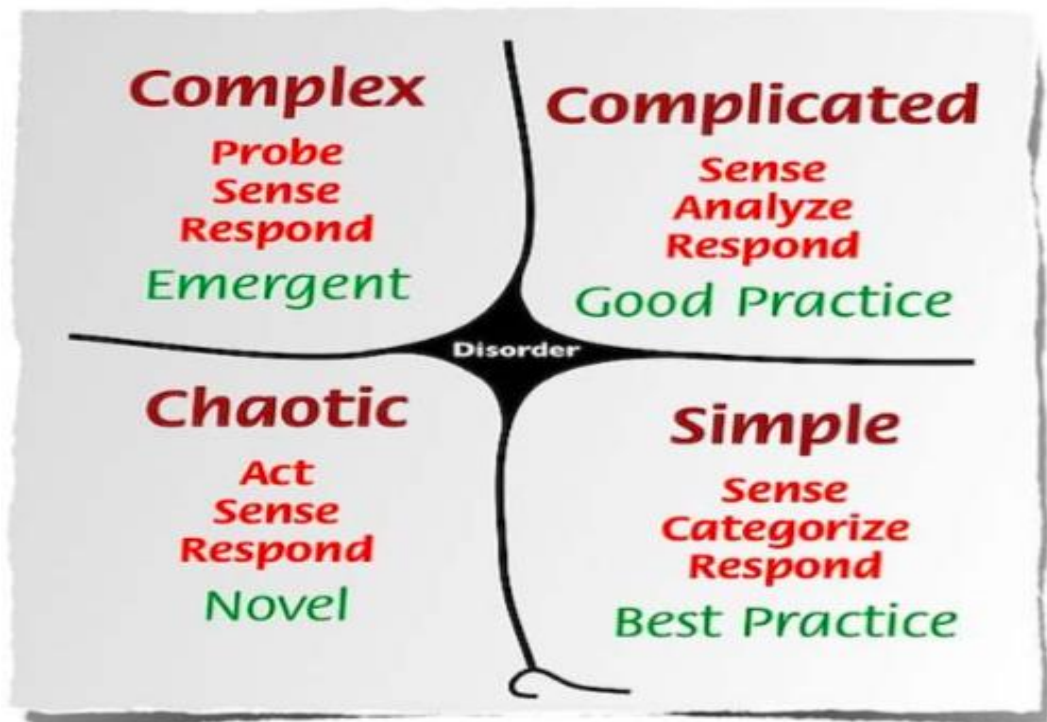 Complex
Probe
Sense
Respond
Emergent
Complicated
Sense
Analyze
Respond
Good Practice
Disorder
Chaotic
Act
Sense
Respond
Novel
Simple
Sense
Categorize
Respond
Best Practice